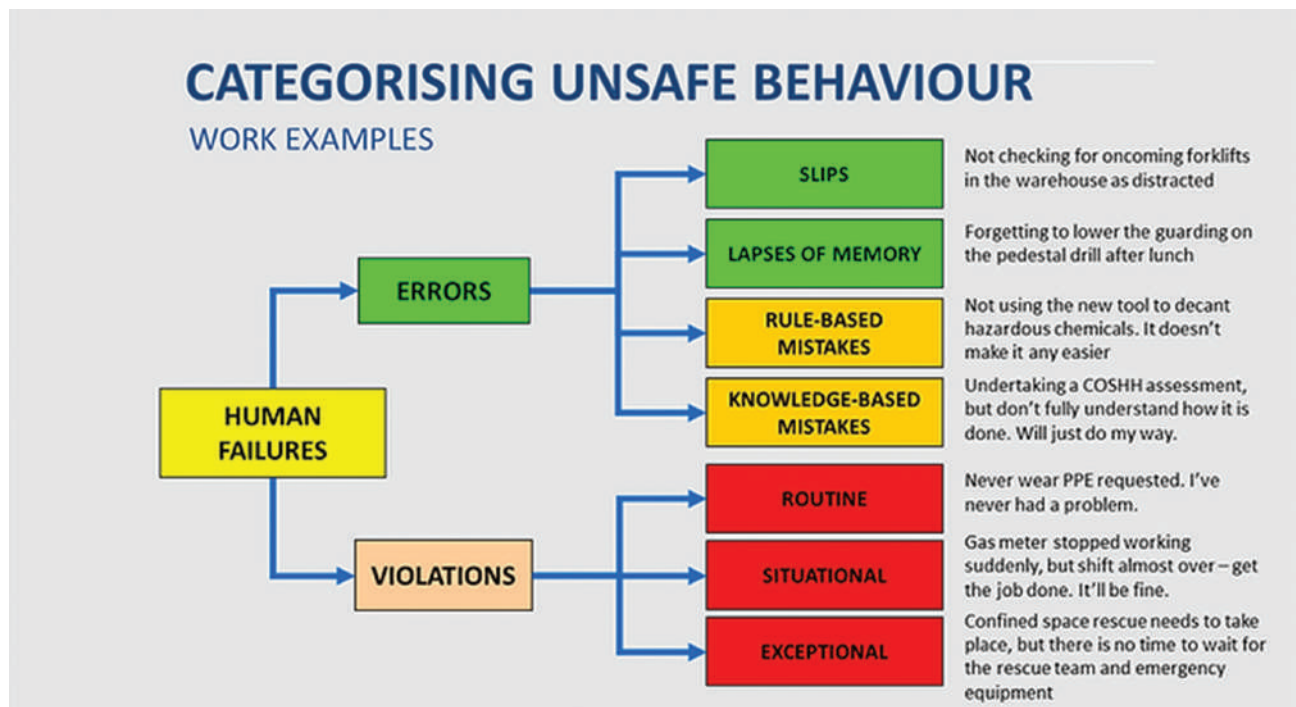 CATEGORISING UNSAFE BEHAVIOUR
WORK EXAMPLES
HUMAN
FAILURES
ERRORS
SLIPS
Not checking for oncoming forklifts
in the warehouse as distracted
LAPSES OF MEMORY
Forgetting to lower the guarding on
the pedestal drill after lunch
RULE-BASED
MISTAKES
Not using the new tool to decant
hazardous chemicals. It doesn't
make it any easier
KNOWLEDGE-BASED
MISTAKES
Undertaking a COSHH assessment,
but don't fully understand how it is
done. Will just do my way.
VIOLATIONS
ROUTINE
Never wear PPE requested. I've
never had a problem.
SITUATIONAL
Gas meter stopped working
suddenly, but shift almost over – get
the job done. It'll be fine.
EXCEPTIONAL
Confined space rescue needs to take
place, but there is no time to wait for
the rescue team and emergency
equipment